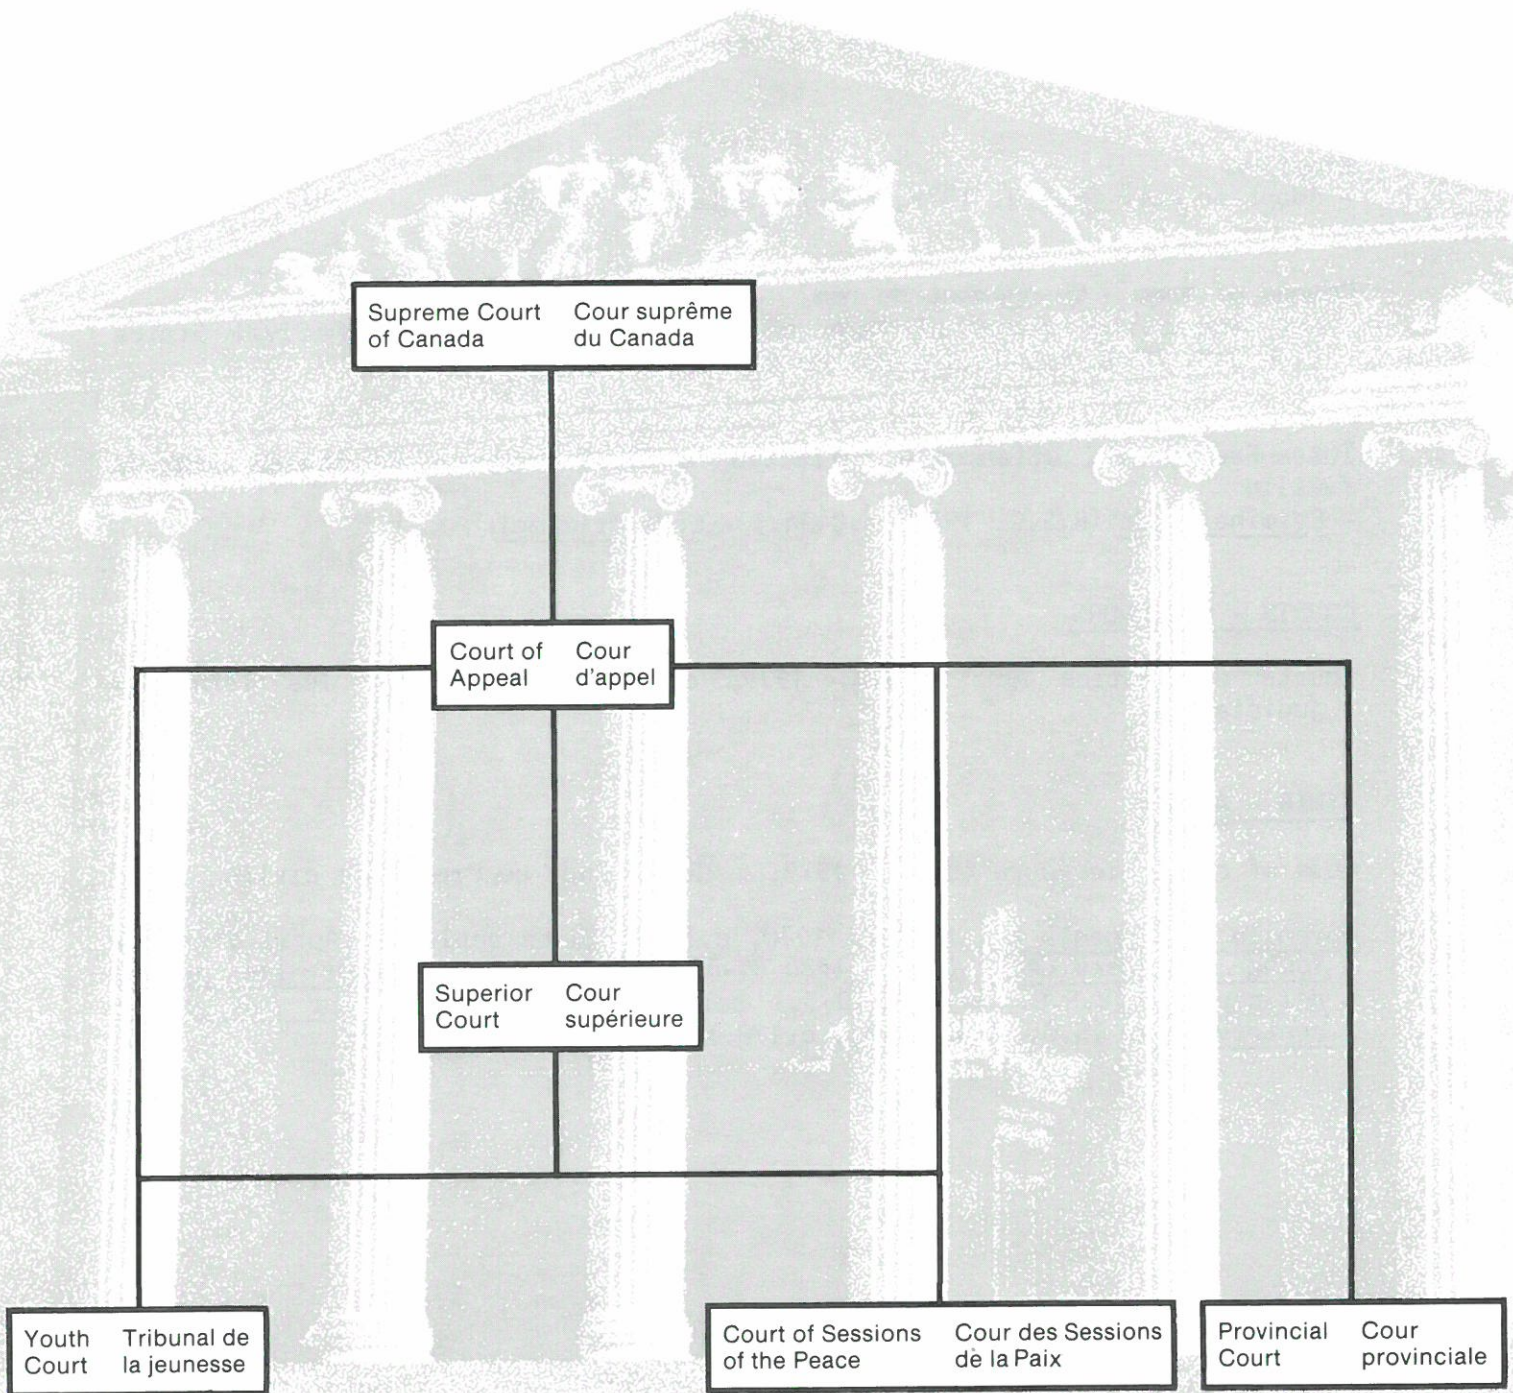 Supreme Court
of Canada
Cour suprême
du Canada
Court of
Appeal
Cour
d'appel
Superior
Court
Cour
supérieure
Youth
Court
Tribunal de
la jeunesse
Court of Sessions
of the Peace
Cour des Sessions
de la Paix
Provincial
Court
Cour
provinciale